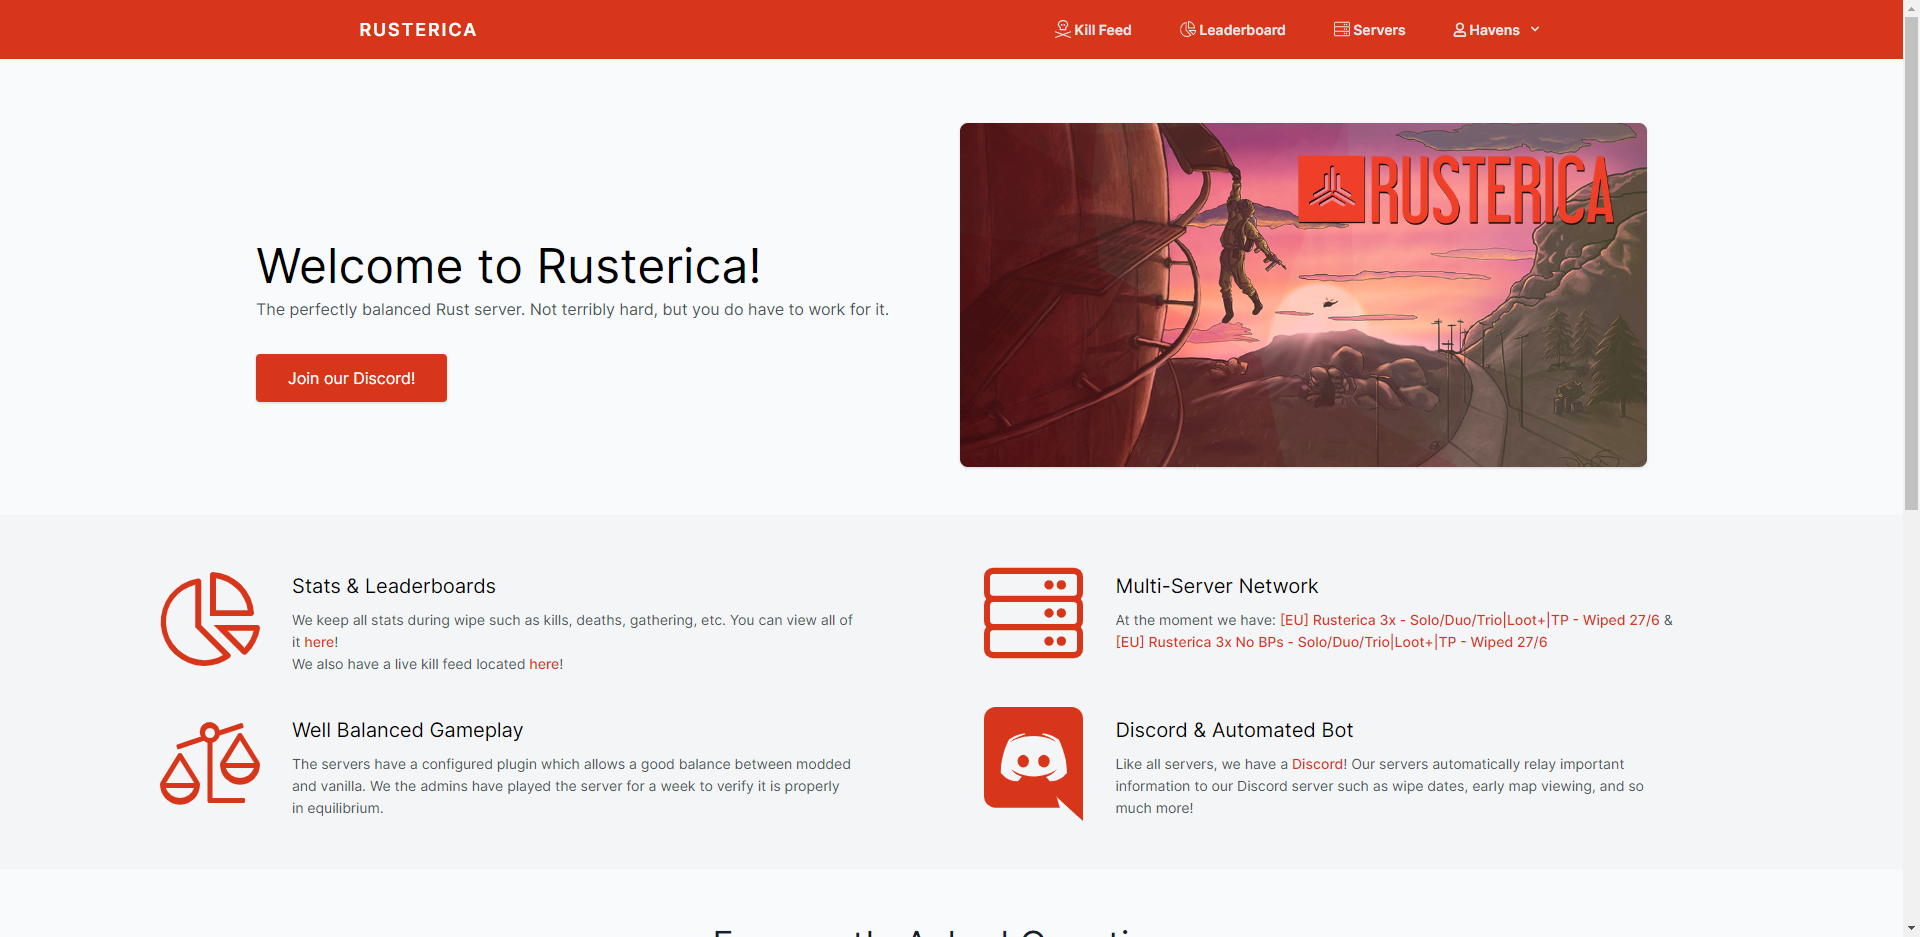 RUSTERICA
Kill Feed
Leaderboard
Servers
Havens
RUSTERICA
Welcome to Rusterica!
The perfectly balanced Rust server. Not terribly hard, but you do have to work for it.
Join our Discord!
Stats & Leaderboards
We keep all stats during wipe such as kills, deaths, gathering, etc. You can view all of
it here!
We also have a live kill feed located here!
Multi-Server Network
At the moment we have: [EU] Rusterica 3x - Solo/Duo/Trio|Loot+|TP - Wiped 27/6 &
[EU] Rusterica 3x No BPs - Solo/Duo/Trio|Loot+|TP - Wiped 27/6
Well Balanced Gameplay
The servers have a configured plugin which allows a good balance between modded
and vanilla. We the admins have played the server for a week to verify it is properly
in equilibrium.
Discord & Automated Bot
Like all servers, we have a Discord! Our servers automatically relay important
information to our Discord server such as wipe dates, early map viewing, and so
much more!